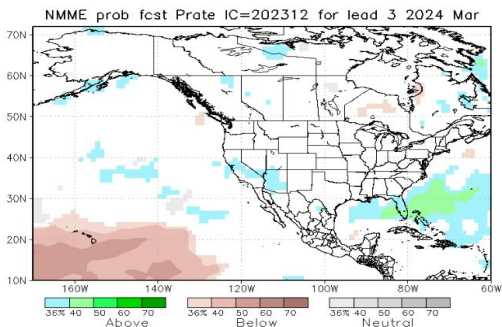 NMME prob fcst Prate IC=202312 for lead 3 2024 Mar
70N
60N
50N
40N
30N
20N
10N
160W 140W 120W 100W 80W 60W
36% 40 50 60 70 36% 40 50 60 70 36% 40 50 60 70
Above Below Neutral